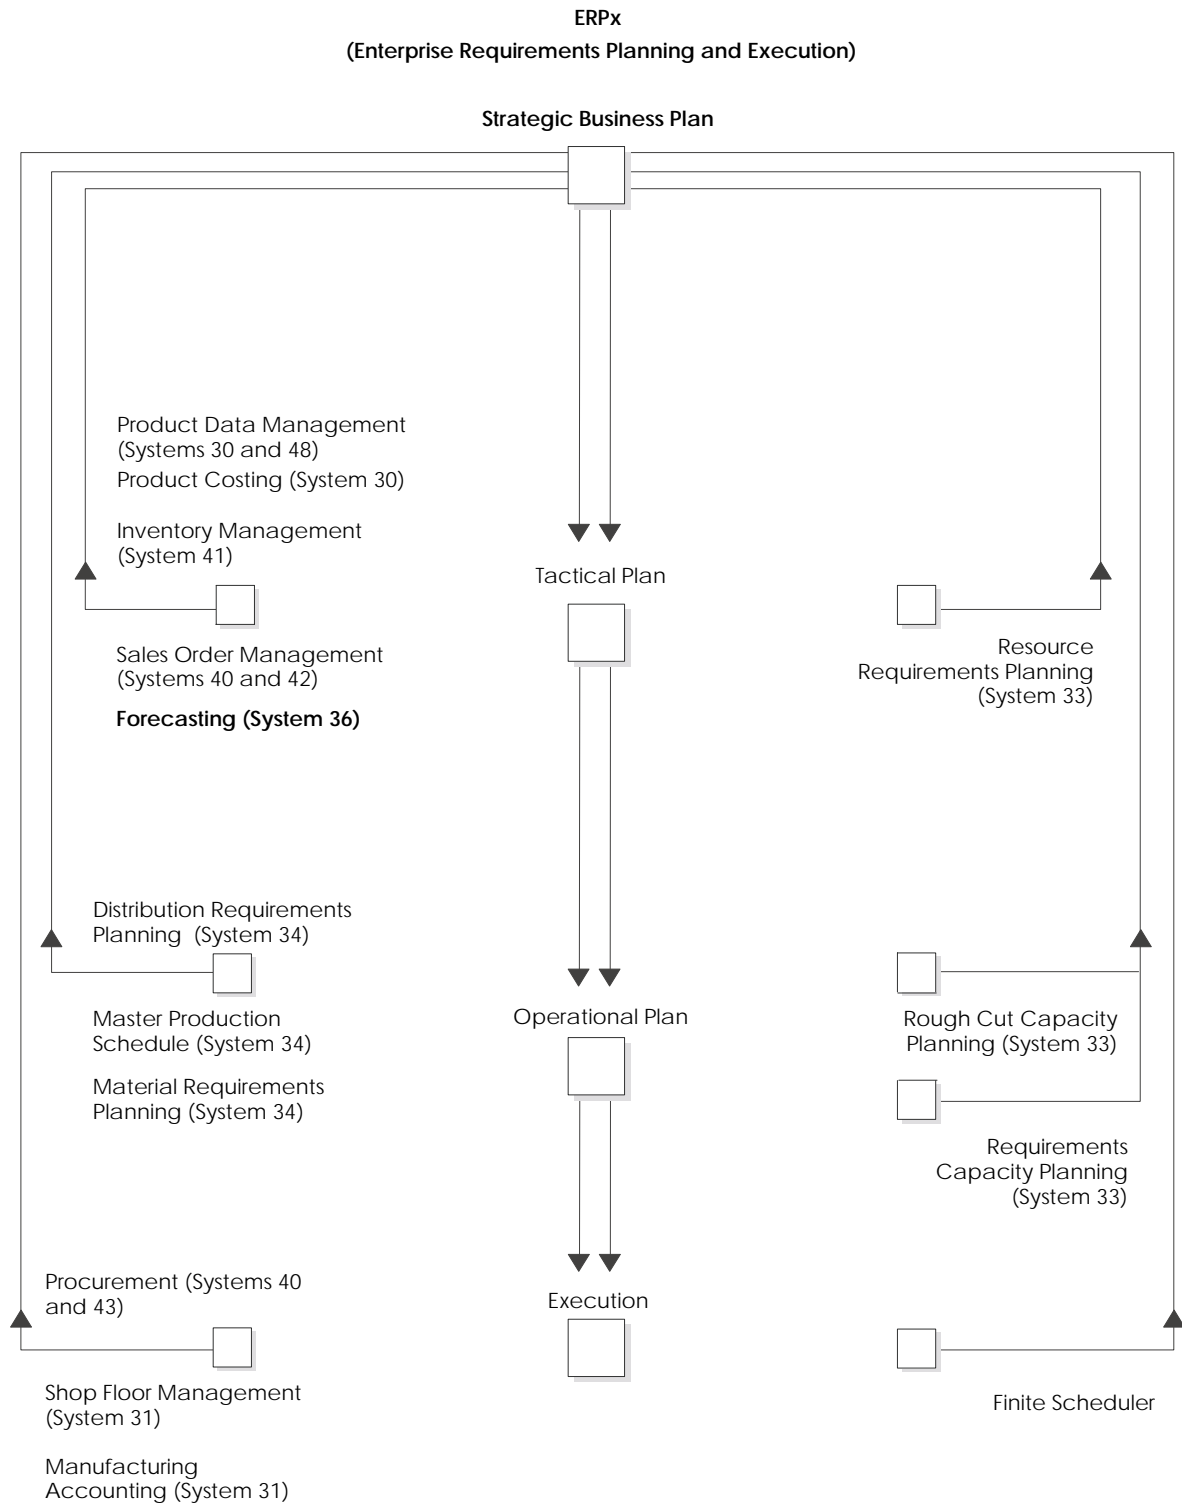 ERPx
(Enterprise Requirements Planning and Execution)
Strategic Business Plan
Product Data Management
(Systems 30 and 48)
Product Costing (System 30)
Inventory Management
(System 41)
Tactical Plan
Sales Order Management
(Systems 40 and 42)
Forecasting (System 36)
Resource
Requirements Planning
(System 33)
Distribution Requirements
Planning (System 34)
Operational Plan
Master Production
Schedule (System 34)
Material Requirements
Planning (System 34)
Rough Cut Capacity
Planning (System 33)
Requirements
Capacity Planning
(System 33)
Procurement (Systems 40
and 43)
Execution
Shop Floor Management
(System 31)
Manufacturing
Accounting (System 31)
Finite Scheduler